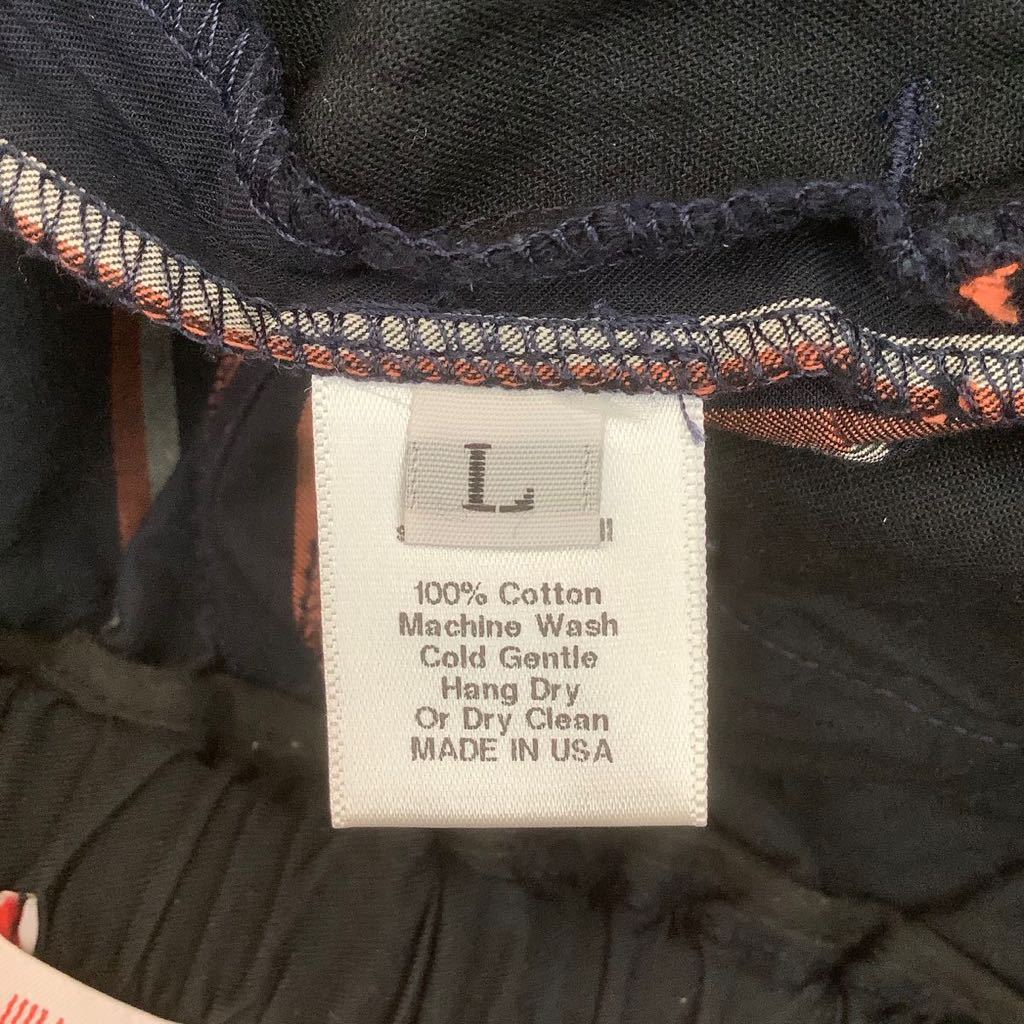 L
100% Cotton
Machine Wash
Cold Gentle
Hang Dry
Or Dry Clean
MADE IN USA